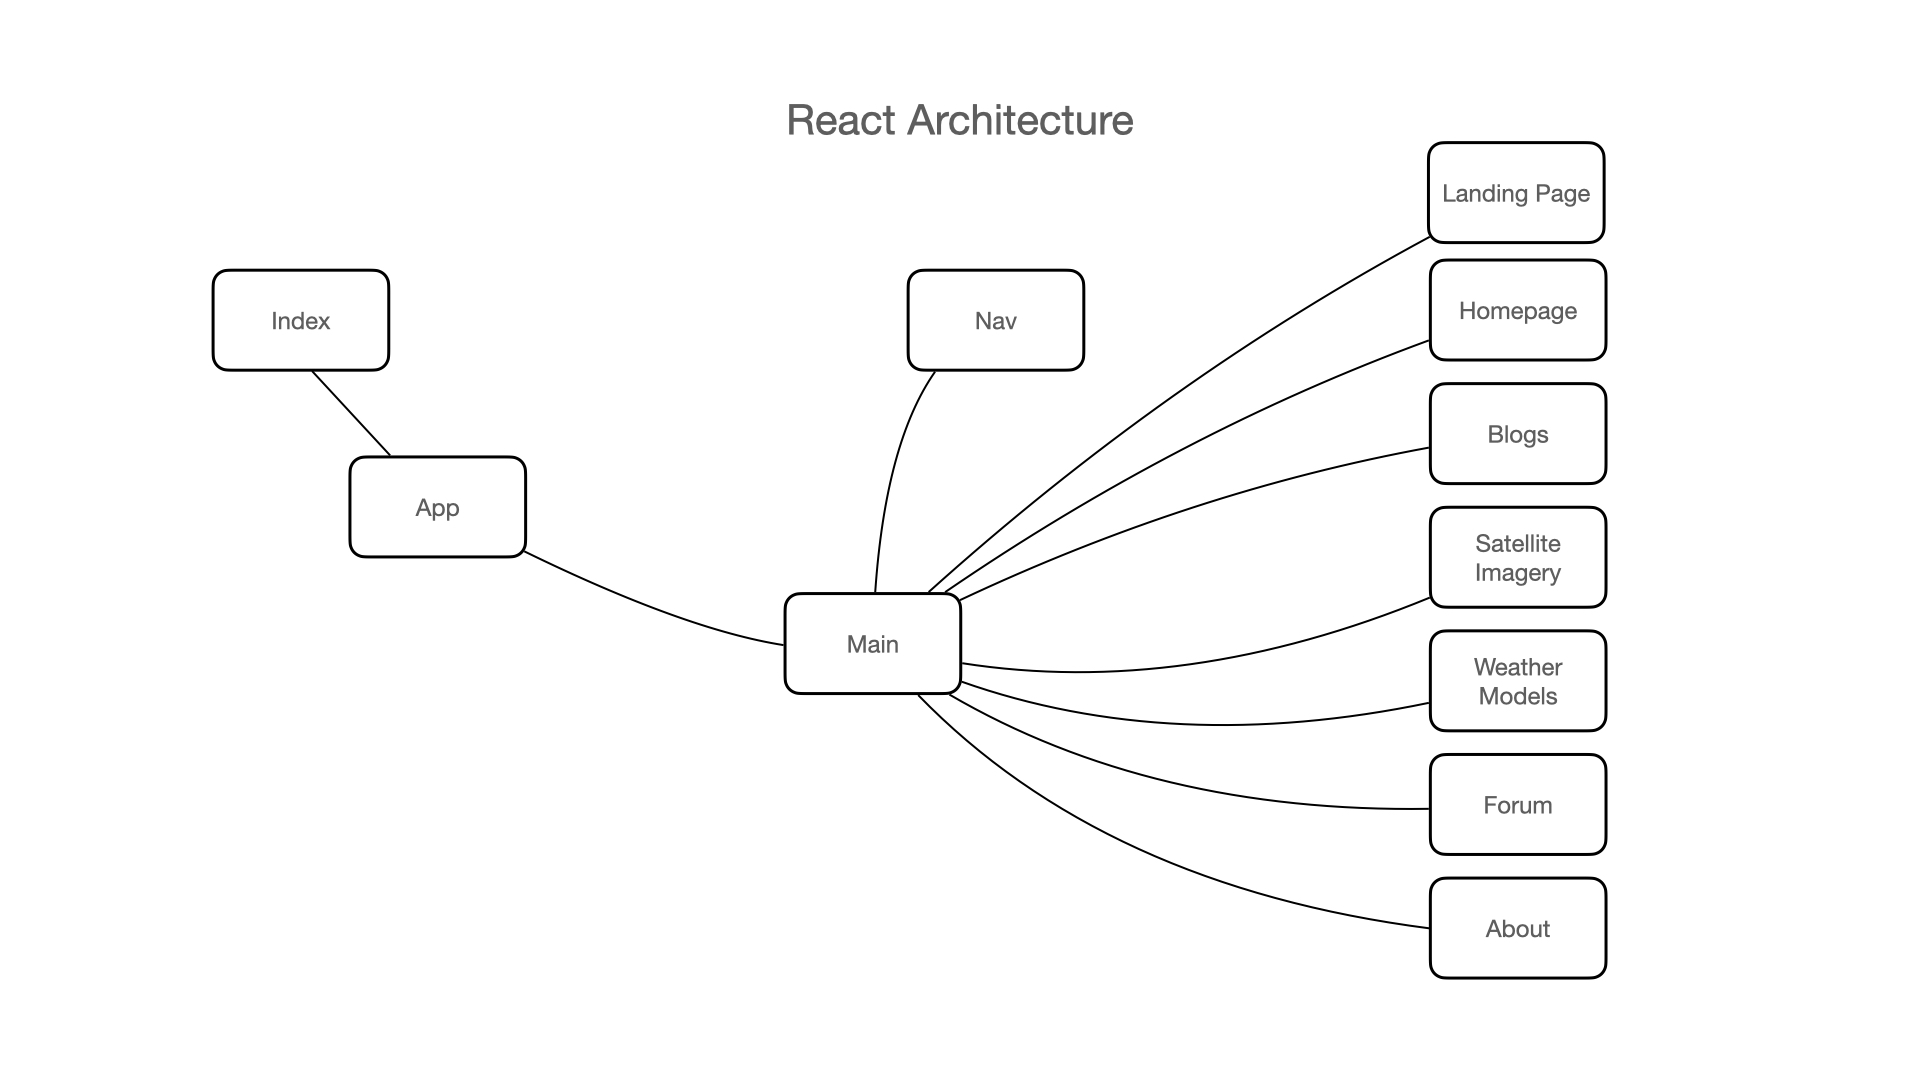 React Architecture
Landing Page
Index
Nav
Homepage
Blogs
App
Satellite
Imagery
Main
Weather
Models
Forum
About